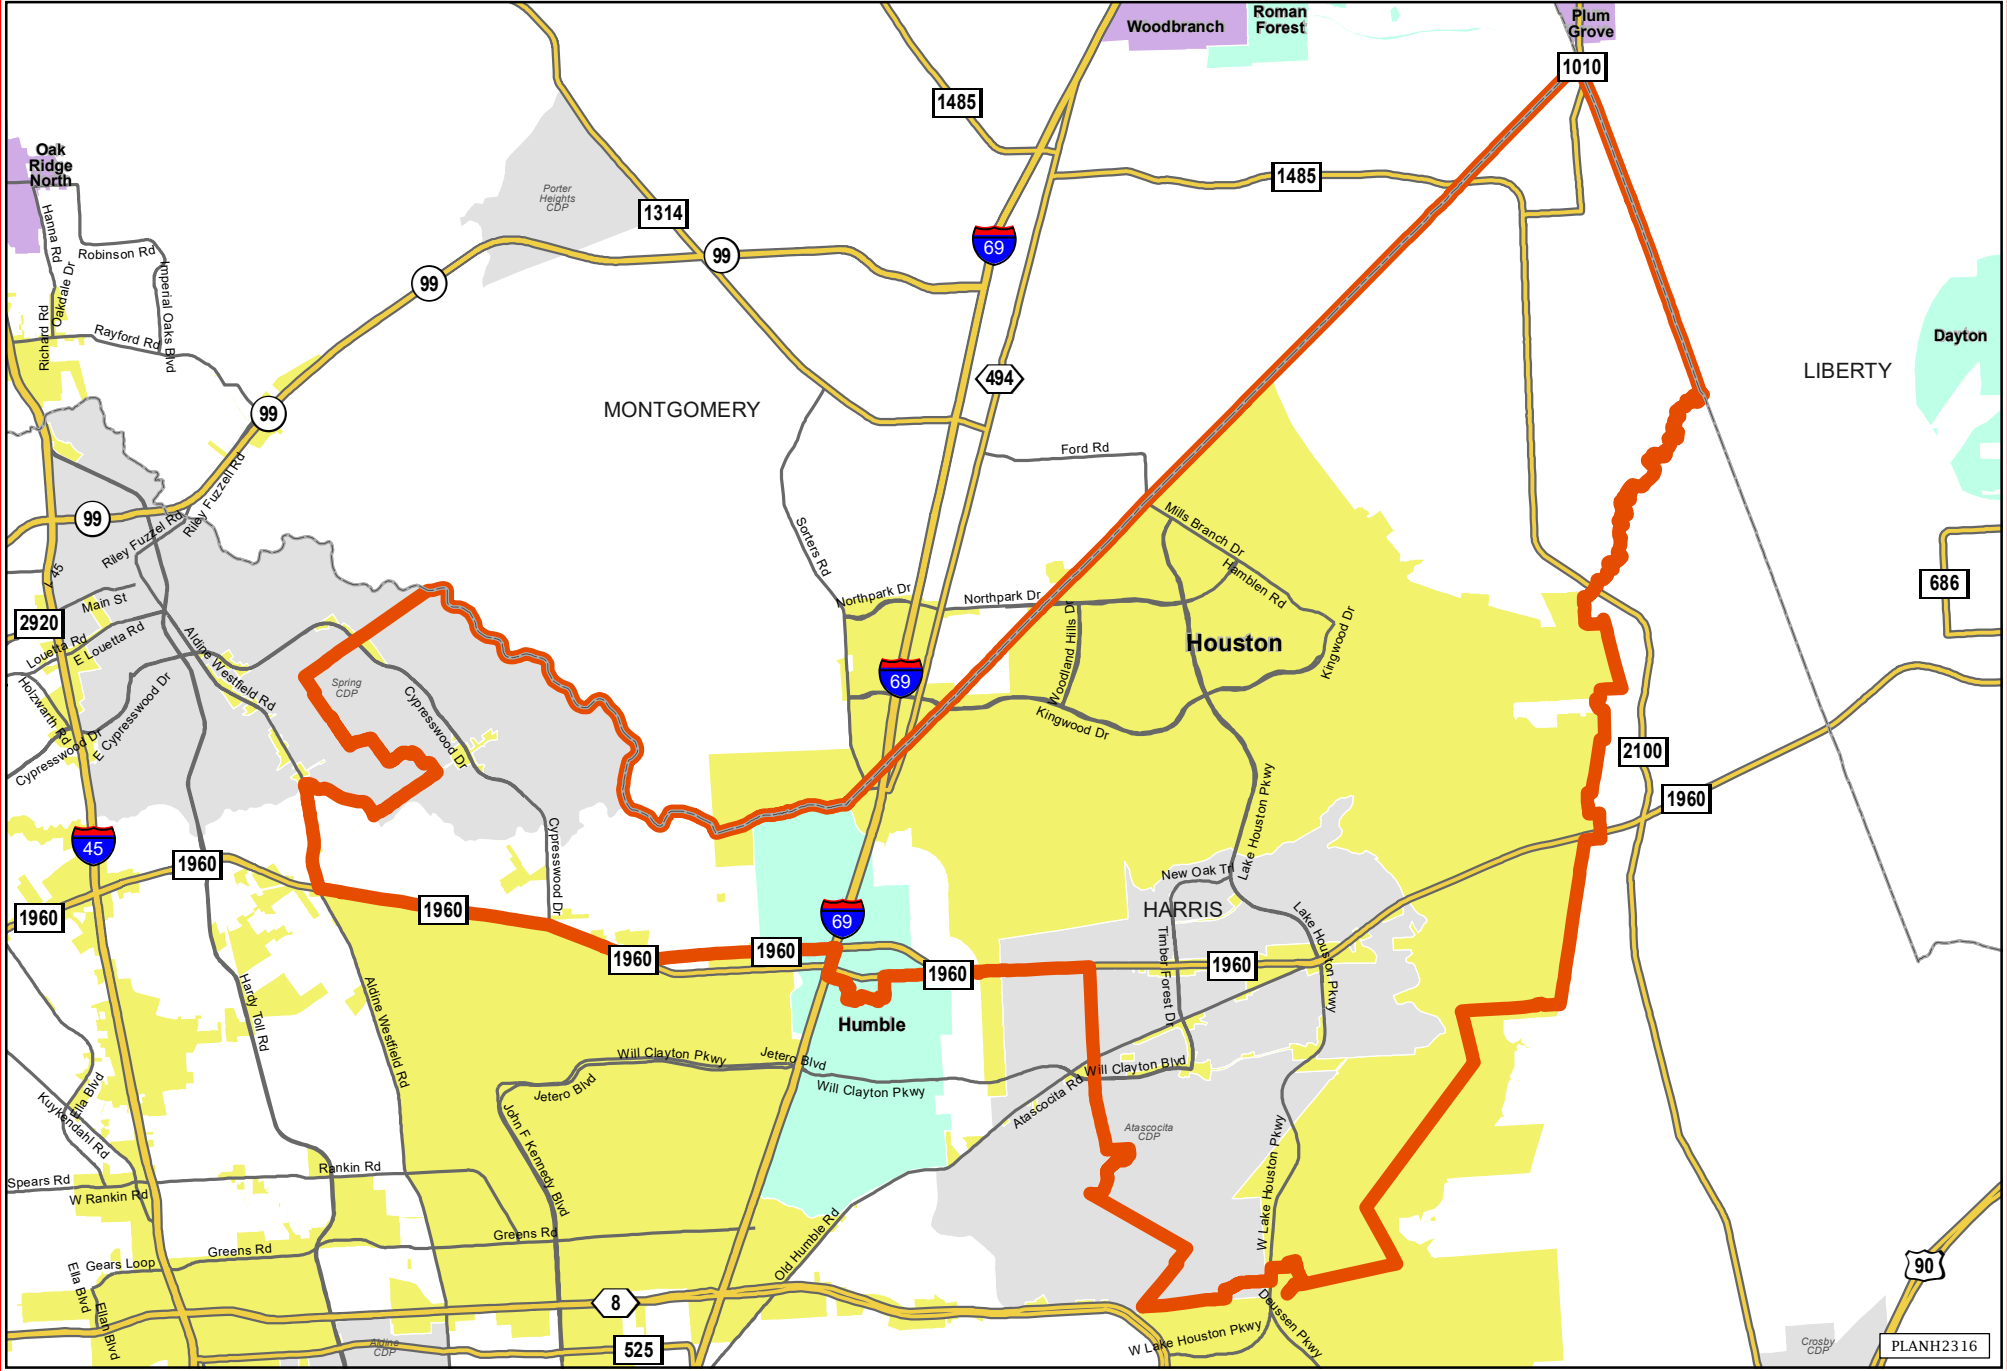 Woodbranch
Roman
Forest
Plum
Grove
1010
1485
Oak
Ridge
North
Porter
Heights
CDP
1485
1314
Hanna Rd
Robinson Rd
69
99
99
Oakdale Dr
Imperial Oaks Blvd
Richard Rd
Rayford Rd
Dayton
LIBERTY
494
MONTGOMERY
99
Ford Rd
Riley Fuzzell Rd
99
Riley Fuzzel Rd
Mills Branch Dr
Sorters Rd
Hamblen Rd
I- 45
Main St
Northpark Dr
Northpark Dr
686
2920
Louetta Rd
E Louetta Rd
Aldine Westfield Rd
Woodland Hills Dr
Houston
Kingwood Dr
69
Spring
CDP
Holzwarth Rd
Cypresswood Dr
E Cypresswood Dr
Cypresswood Dr
Kingwood Dr
2100
1960
Lake Houston Pkwy
45
1960
Cypresswood Dr
New Oak Trl
HARRIS
1960
1960
69
Lake Houston Pkwy
1960
1960
1960
1960
Timber Forest Dr
Hardy Toll Rd
Aldine Westfield Rd
Humble
Will Clayton Pkwy
Jetero Blvd
Will Clayton Pkwy
Will Clayton Blvd
Jetero Blvd
Atascocita Rd
Ella Blvd
Kuykendahl Rd
John F Kennedy Blvd
Atascocita
CDP
W Lake Houston Pkwy
Spears Rd
W Rankin Rd
Rankin Rd
Greens Rd
Greens Rd
Gears Loop
Old Humble Rd
Ella Blvd
Ellan Blvd
8
90
Deussen Pkwy
W Lake Houston Pkwy
Aldine
CDP
525
Crosby
CDP
PLANH2316